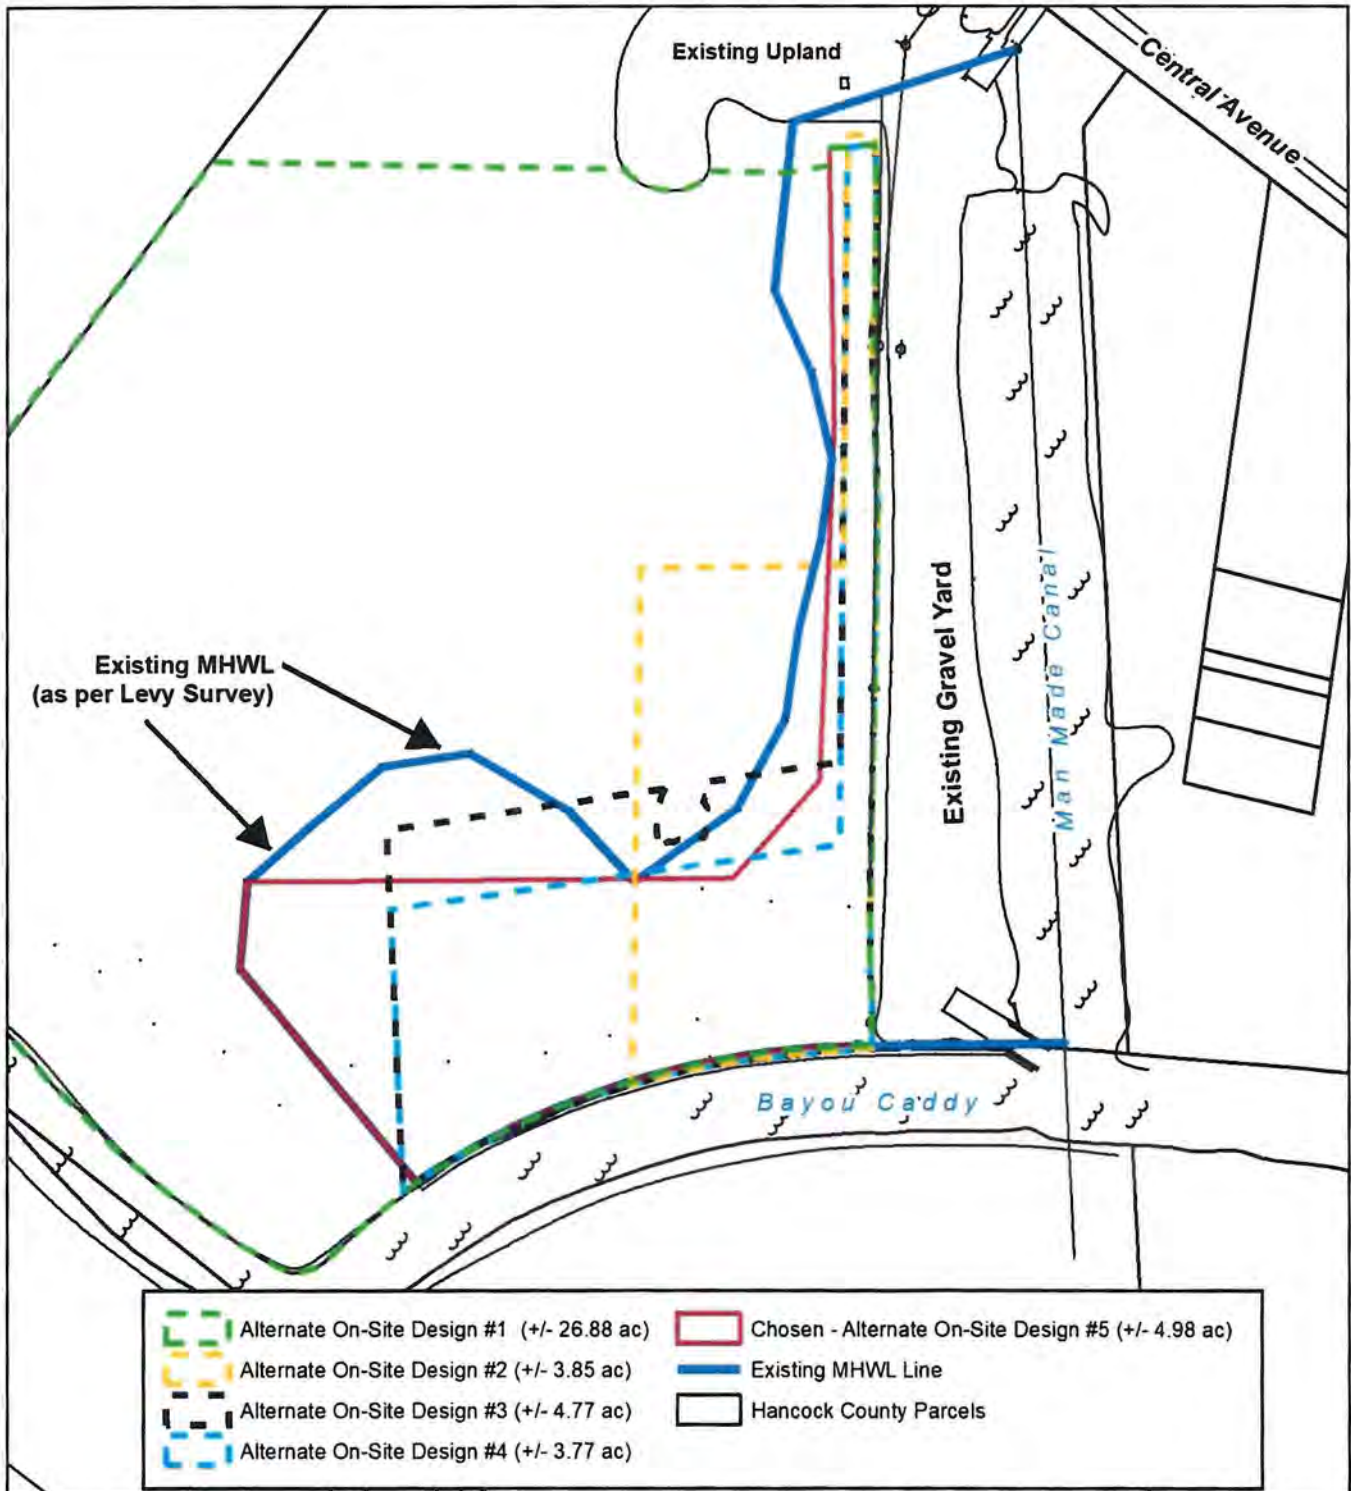 Existing Upland
Central Avenue
Existing MHWL
(as per Levy Survey)
Existing Gravel Yard
Man Made Canal
Bayou Caddy
Alternate On-Site Design #1 (+/- 26.88 ac)
Alternate On-Site Design #2 (+/- 3.85 ac)
Alternate On-Site Design #3 (+/- 4.77 ac)
Alternate On-Site Design #4 (+/- 3.77 ac)
Chosen - Alternate On-Site Design #5 (+/- 4.98 ac)
Existing MHWL Line
Hancock County Parcels